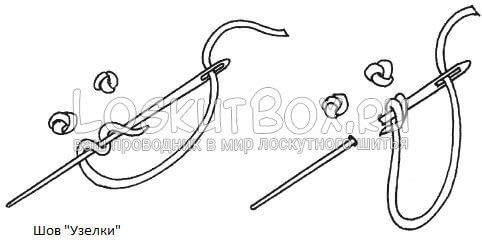 LoskutBox.ru
ваш проводник в мир лоскутного шитья
Шов "Узелки"